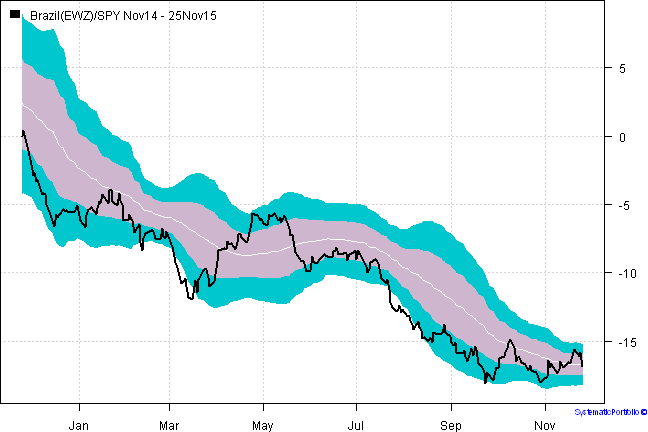 Brazil(EWZ)/SPY Nov14 - 25Nov15
5
0
-5
-10
-15
Jan Mar May Jul Sep Nov
SystematicPortfolio ©